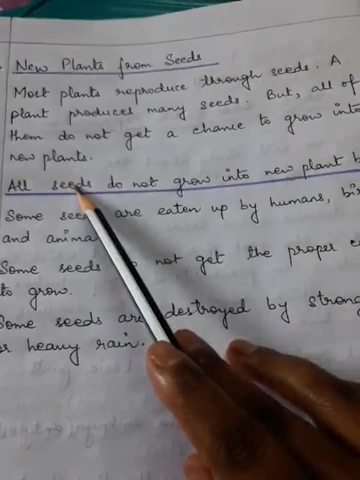 New Plants from Seeds
Most plants reproduce through seeds. A
plant produces many seeds. But, all of
them do not get a chance to grow into
new plants.
All seeds do not grow into new plant b
Some see are eaten up by humans, bir
and anima
Some seeds not get the proper
to grow.
Some seeds are destroyed by strong
or heavy rain.